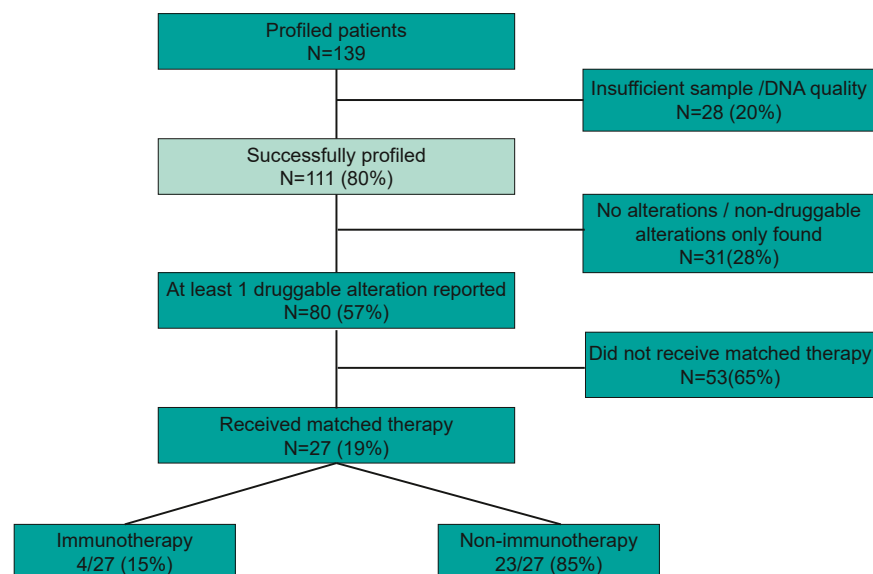 Profiled patients
N=139
Insufficient sample /DNA quality
N=28 (20%)
Successfully profiled
N=111 (80%)
No alterations / non-druggable
alterations only found
N=31(28%)
At least 1 druggable alteration reported
N=80 (57%)
Did not receive matched therapy
N=53(65%)
Received matched therapy
N=27 (19%)
Immunotherapy
4/27 (15%)
Non-immunotherapy
23/27 (85%)